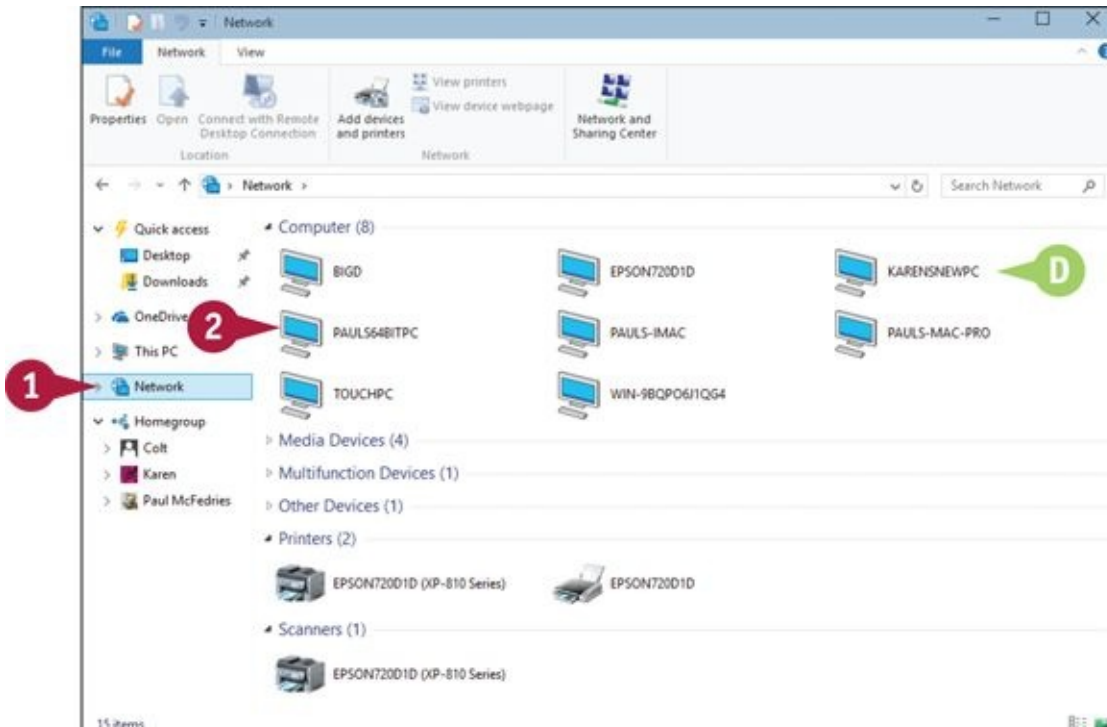 Network
File Network View
Properties Open Connect with Remote Desktop Connection
Location
Add devices and printers
View printers
View device webpage
Network
Network and Sharing Center
Network
Search Network
Quick access
Desktop
Downloads
OneDrive
This PC
1
Network
Homegroup
Colt
Karen
Paul McFedries
Computer (8)
BIGD
EPSON720D1D
KARENSNEWPC
D
2
PAULS64BITPC
PAULS-IMAC
PAULS-MAC-PRO
TOUCHPC
WIN-9BQPO6J1QG4
Media Devices (4)
Multifunction Devices (1)
Other Devices (1)
Printers (2)
EPSON720D1D (XP-810 Series)
EPSON720D1D
Scanners (1)
EPSON720D1D (XP-810 Series)
15 items